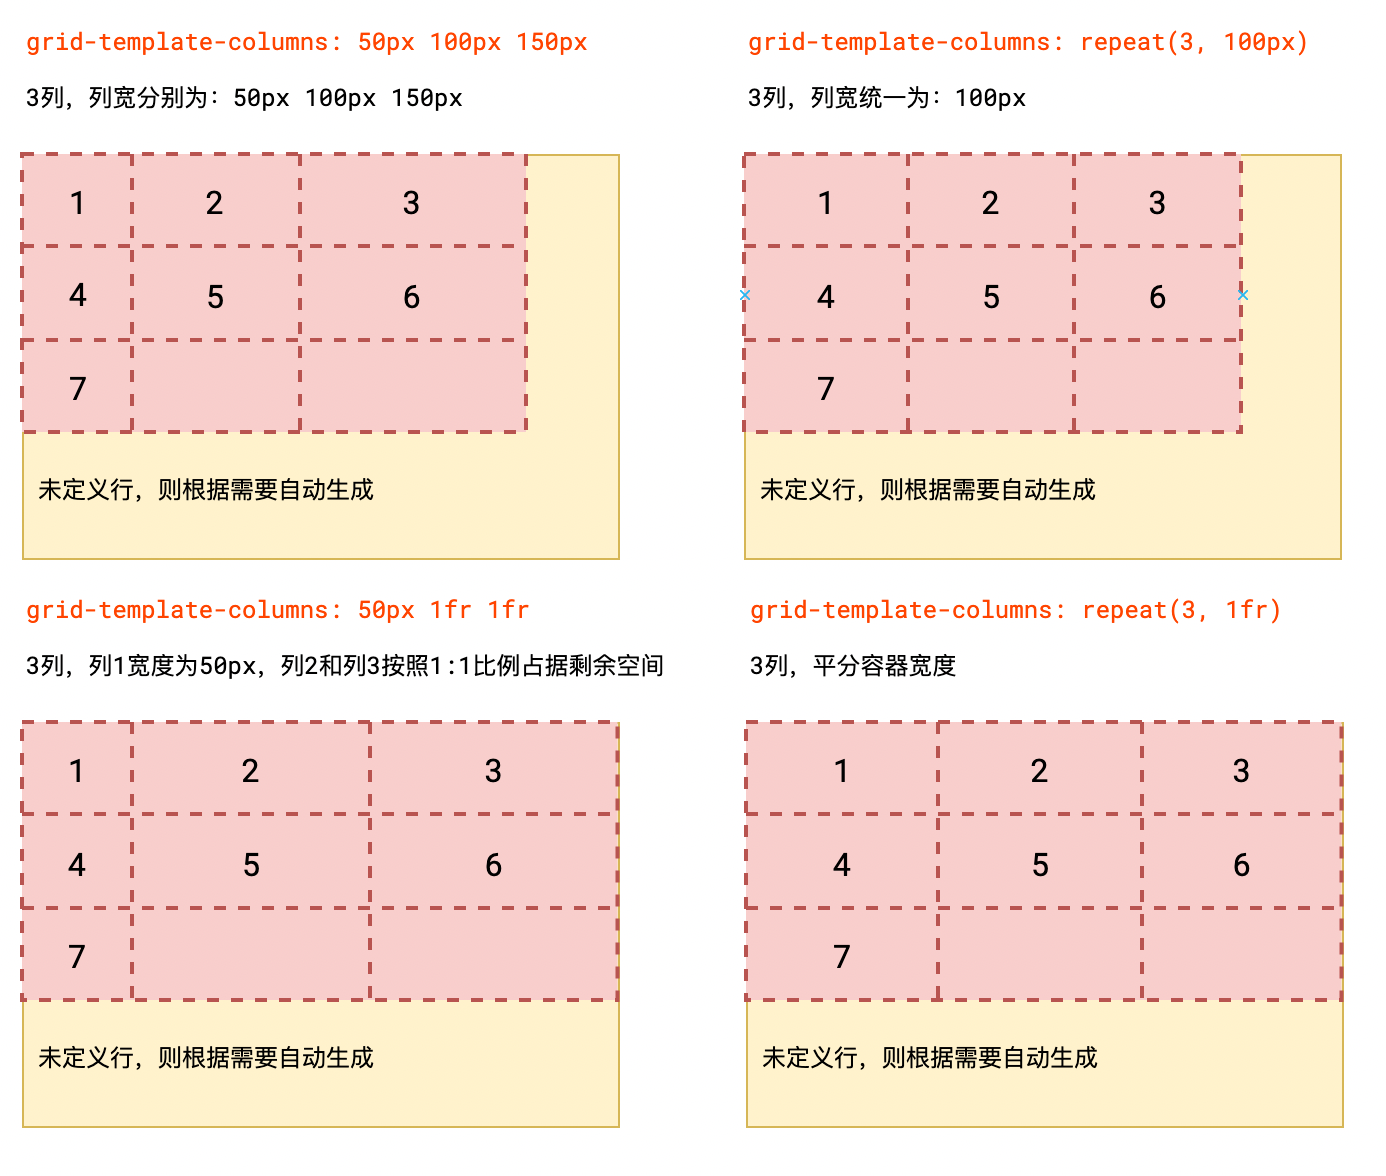 grid-template-columns: 50px 100px 150px
3列，列宽分别为：50px 100px 150px
1 2 3
4 5 6
7
未定义行，则根据需要自动生成
grid-template-columns: repeat(3, 100px)
3列，列宽统一为：100px
1 2 3
4 5 6
7
未定义行，则根据需要自动生成
grid-template-columns: 50px 1fr 1fr
3列，列1宽度为50px，列2和列3按照1:1比例占据剩余空间
1 2 3
4 5 6
7
未定义行，则根据需要自动生成
grid-template-columns: repeat(3, 1fr)
3列，平分容器宽度
1 2 3
4 5 6
7
未定义行，则根据需要自动生成